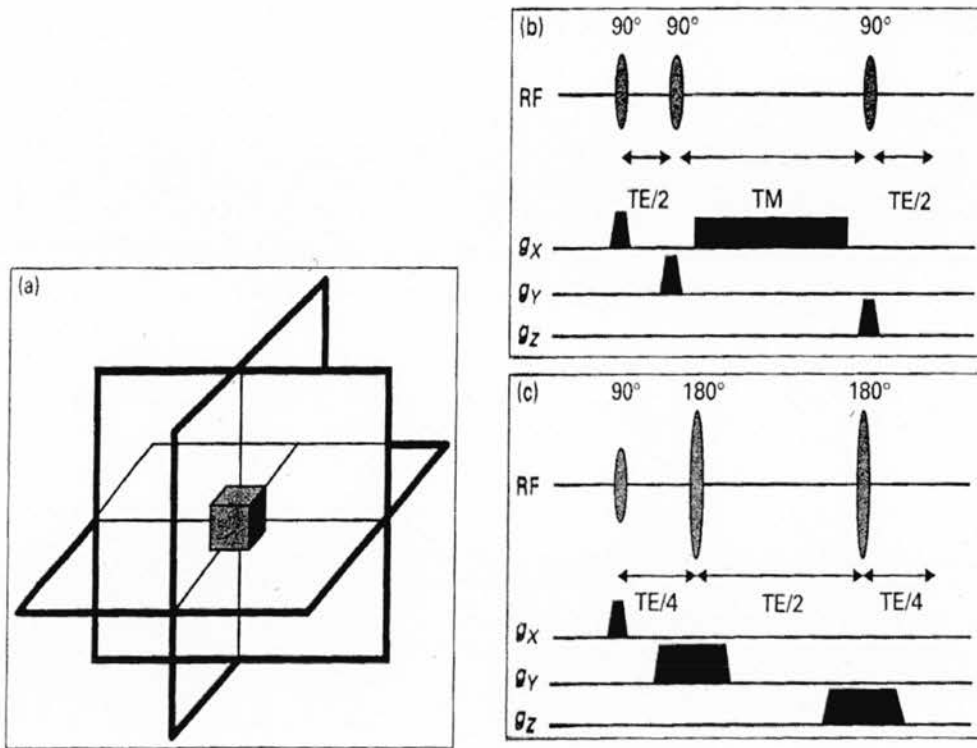 (a)
(b)
90° 90° 90°
RF
TE/2 TM TE/2
gX
gY
gZ
(c)
90° 180° 180°
RF
TE/4 TE/2 TE/4
gX
gY
gZ